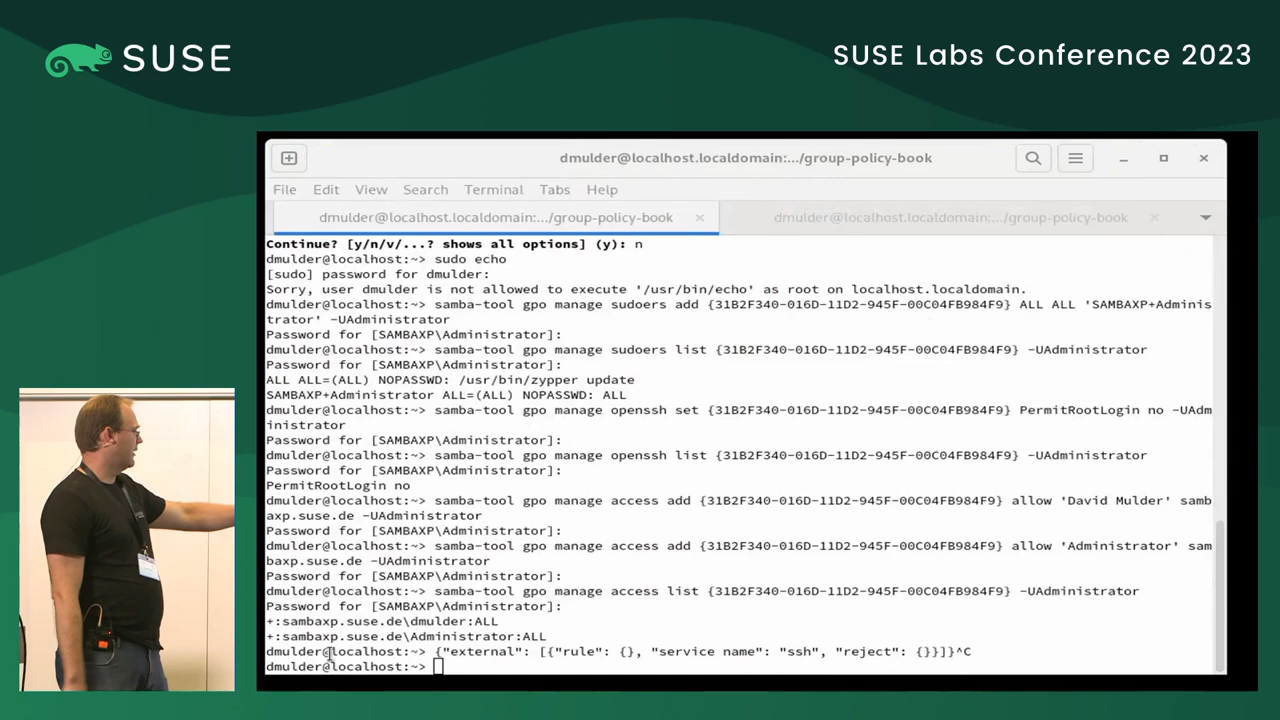 SUSE
SUSE Labs Conference 2023
dmulder@localhost.localdomain:.../group-policy-book
File Edit View Search Terminal Tabs Help
dmulder@localhost.localdomain:.../group-policy-book × dmulder@localhost.localdomain:.../group-policy-book ×
Continue? [y/n/v/...? shows all options] (y): n
dmulder@localhost:~> sudo echo
[sudo] password for dmulder:
Sorry, user dmulder is not allowed to execute '/usr/bin/echo' as root on localhost.localdomain.
dmulder@localhost:~> samba-tool gpo manage sudoers add {31B2F340-016D-11D2-945F-00C04FB984F9} ALL ALL 'SAMBAXP+Adminis
trator' -UAdministrator
Password for [SAMBAXP\Administrator]:
dmulder@localhost:~> samba-tool gpo manage sudoers list {31B2F340-016D-11D2-945F-00C04FB984F9} -UAdministrator
Password for [SAMBAXP\Administrator]:
ALL ALL=(ALL) NOPASSWD: /usr/bin/zypper update
SAMBAXP+Administrator ALL=(ALL) NOPASSWD: ALL
dmulder@localhost:~> samba-tool gpo manage openssh set {31B2F340-016D-11D2-945F-00C04FB984F9} PermitRootLogin no -UAdm
inistrator
Password for [SAMBAXP\Administrator]:
dmulder@localhost:~> samba-tool gpo manage openssh list {31B2F340-016D-11D2-945F-00C04FB984F9} -UAdministrator
Password for [SAMBAXP\Administrator]:
PermitRootLogin no
dmulder@localhost:~> samba-tool gpo manage access add {31B2F340-016D-11D2-945F-00C04FB984F9} allow 'David Mulder' samb
axp.suse.de -UAdministrator
Password for [SAMBAXP\Administrator]:
dmulder@localhost:~> samba-tool gpo manage access add {31B2F340-016D-11D2-945F-00C04FB984F9} allow 'Administrator' sam
baxp.suse.de -UAdministrator
Password for [SAMBAXP\Administrator]:
dmulder@localhost:~> samba-tool gpo manage access list {31B2F340-016D-11D2-945F-00C04FB984F9} -UAdministrator
Password for [SAMBAXP\Administrator]:
+:sambaxp.suse.de\dmulder:ALL
+:sambaxp.suse.de\Administrator:ALL
dmulder@localhost:~> {"external": [{"rule": {}, "service name": "ssh", "reject": {}}]}^C
dmulder@localhost:~>